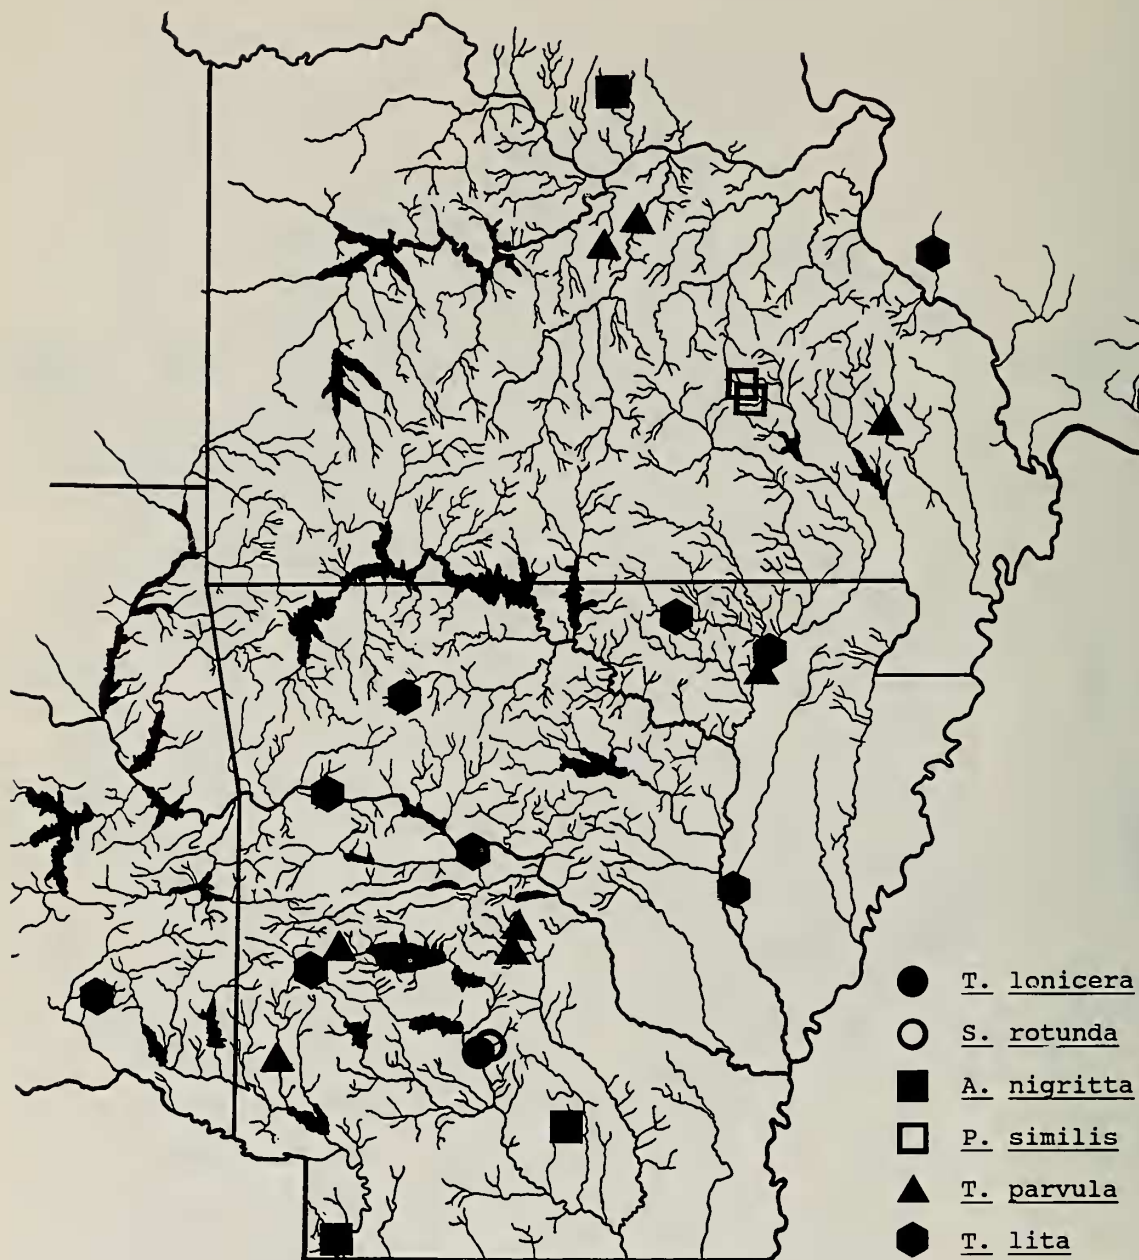 T. lonicera
S. rotunda
A. nigritta
P. similis
T. parvula
T. lita